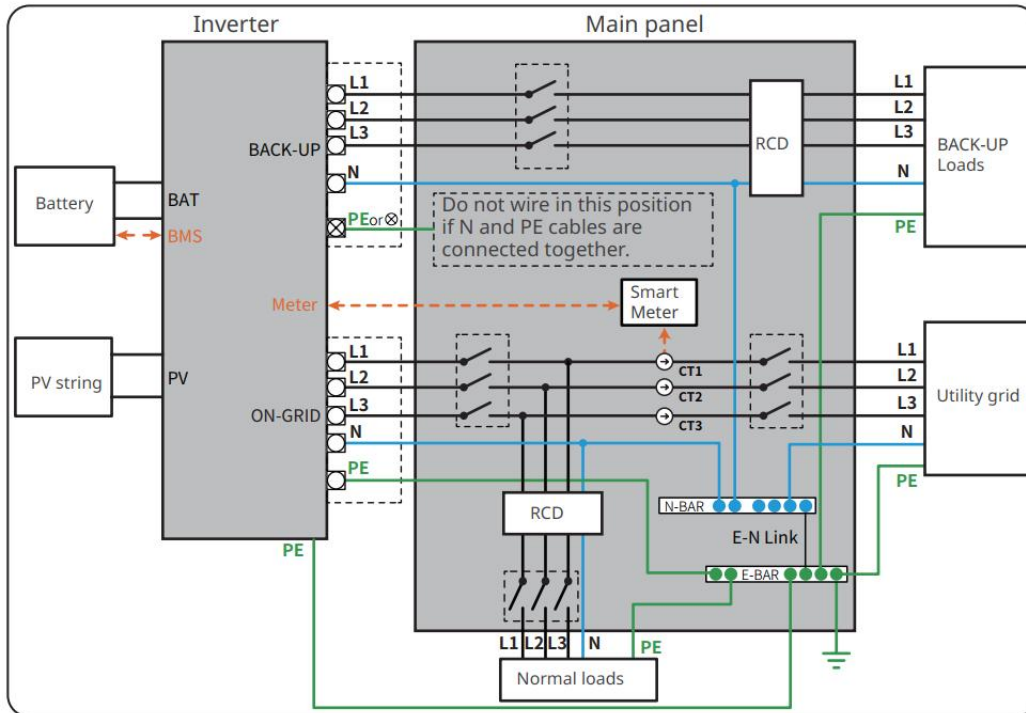 Inverter
Main panel
L1
L2
L3
BACK-UP
N
PE or ⊗
RCD
L1
L2
L3
N
PE
BACK-UP
Loads
Battery
BAT
BMS
Do not wire in this position
if N and PE cables are
connected together.
Meter
Smart
Meter
PV string
PV
L1
L2
L3
ON-GRID
N
PE
CT1
CT2
CT3
L1
L2
L3
N
PE
Utility grid
RCD
N-BAR
E-N Link
E-BAR
PE
L1 L2 L3 N PE
Normal loads